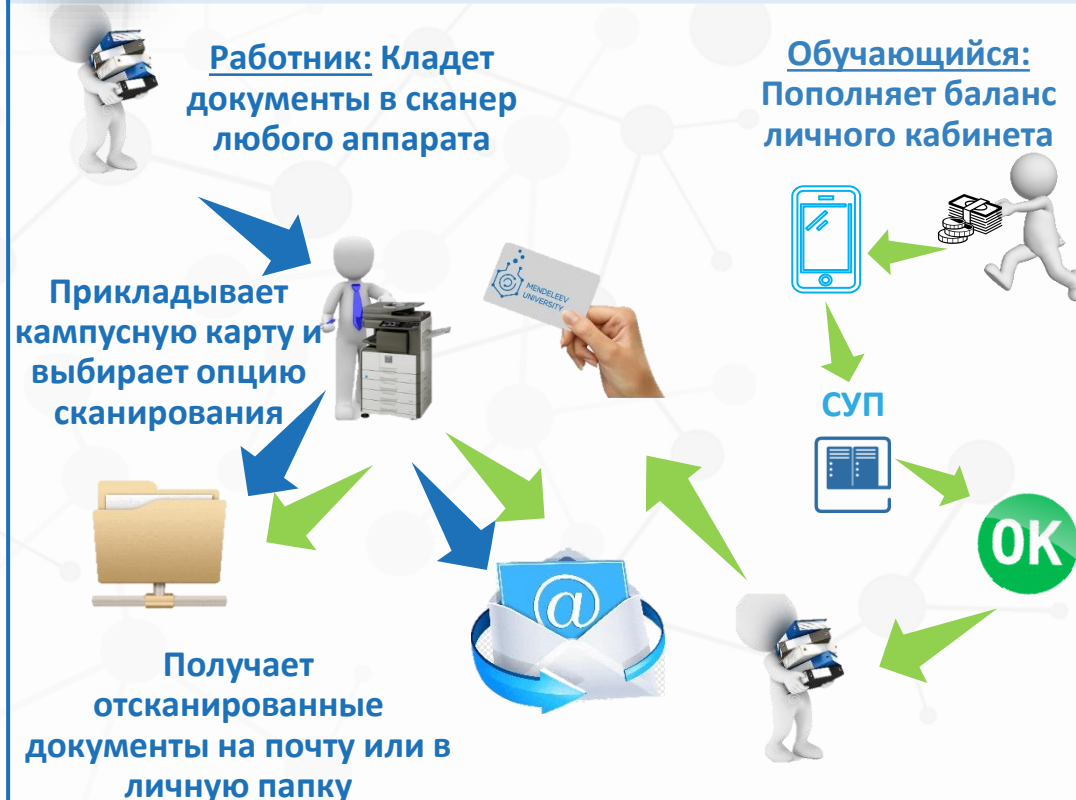 Работник: Кладет
документы в сканер
любого аппарата
Обучающийся:
Пополняет баланс
личного кабинета
Прикладывает
кампусную карту и
выбирает опцию
сканирования
MENDELEEV
UNIVERSITY
СУП
OK
@
Получает
отсканированные
документы на почту или в
личную папку